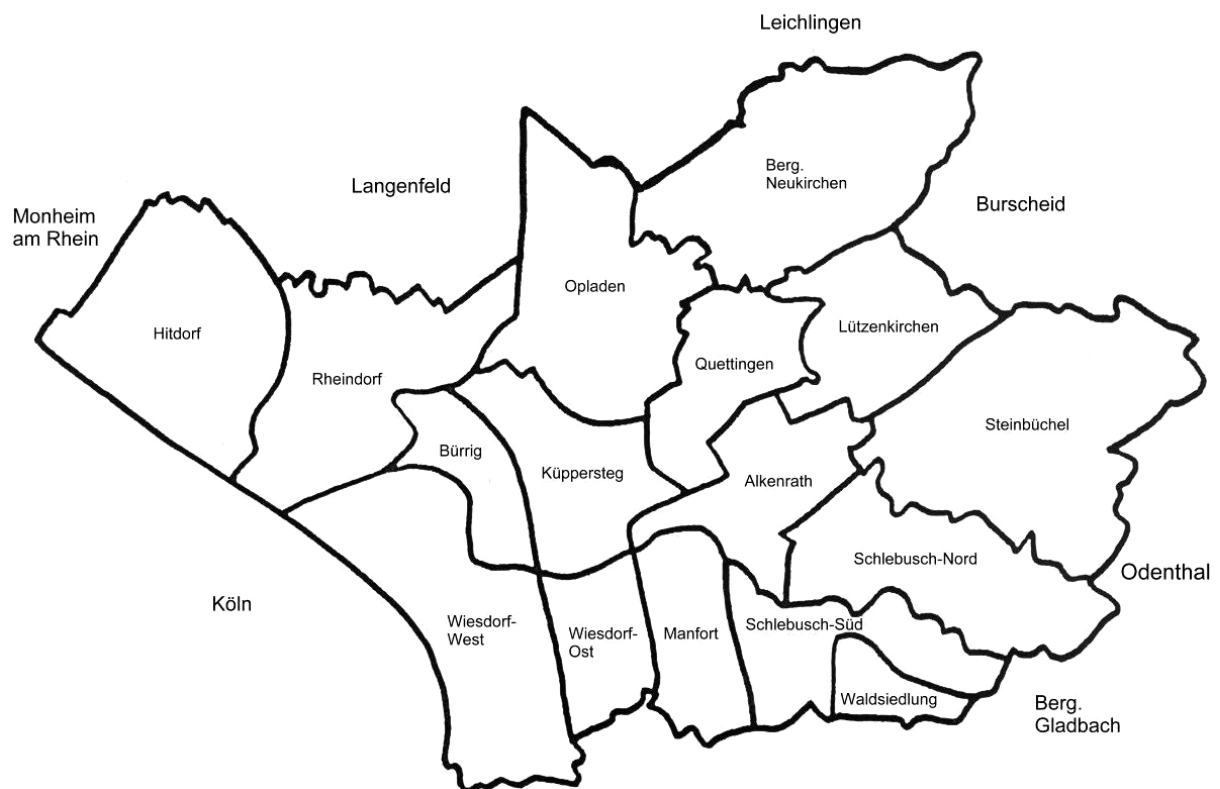 Leichlingen
Berg.
Neukirchen
Langenfeld
Burscheid
Monheim
am Rhein
Opladen
Hitdorf
Lützenkirchen
Quettingen
Rheindorf
Steinbüchel
Bürrig
Küppersteg
Alkenrath
Schlebusch-Nord
Odenthal
Köln
Wiesdorf-
West
Wiesdorf-
Ost
Manfort
Schlebusch-Süd
Waldsiedlung
Berg.
Gladbach